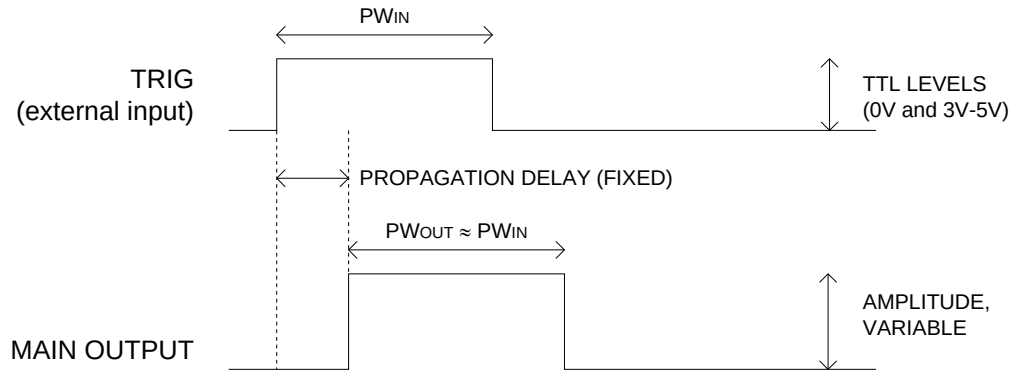 PWIN
TRIG
(external input)
TTL LEVELS
(0V and 3V-5V)
PROPAGATION DELAY (FIXED)
PWOUT ≈ PWIN
AMPLITUDE,
VARIABLE
MAIN OUTPUT